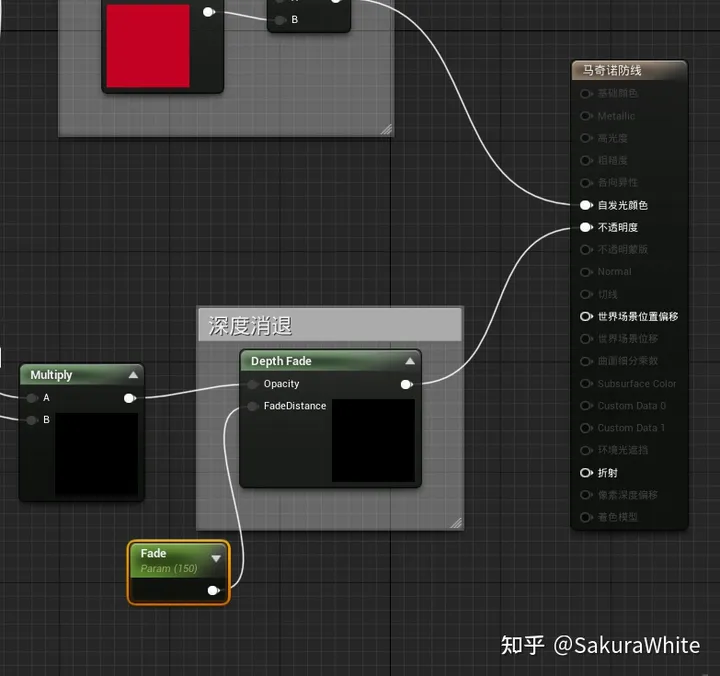 B
马奇诺防线
基础颜色
Metallic
高光度
粗糙度
各向异性
自发光颜色
不透明度
不透明蒙版
Normal
切线
世界场景位置偏移
世界场景位移
曲面细分乘数
Subsurface Color
Custom Data 0
Custom Data 1
环境光遮挡
折射
像素深度偏移
着色模型
深度消退
Depth Fade
Opacity
FadeDistance
Multiply
A
B
Fade
Param (150)
知乎 @SakuraWhite